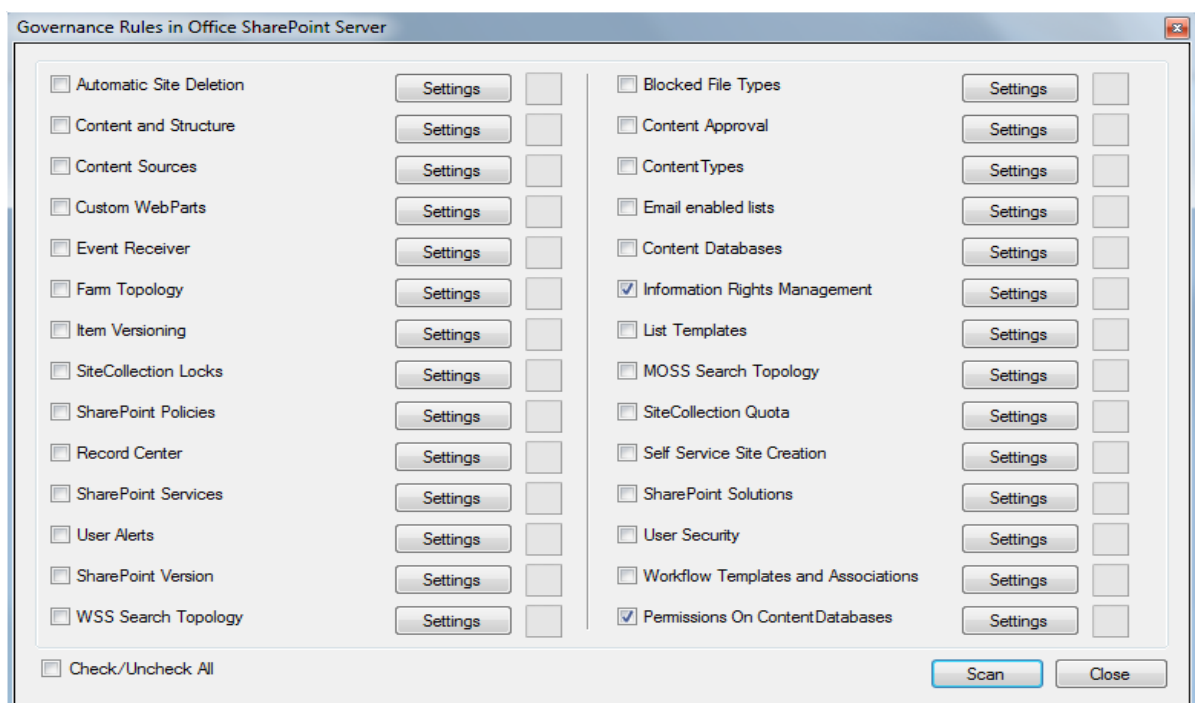 Governance Rules in Office SharePoint Server
Automatic Site Deletion Settings
Content and Structure Settings
Content Sources Settings
Custom WebParts Settings
Event Receiver Settings
Farm Topology Settings
Item Versioning Settings
SiteCollection Locks Settings
SharePoint Policies Settings
Record Center Settings
SharePoint Services Settings
User Alerts Settings
SharePoint Version Settings
WSS Search Topology Settings
Blocked File Types Settings
Content Approval Settings
ContentTypes Settings
Email enabled lists Settings
Content Databases Settings
Information Rights Management Settings
List Templates Settings
MOSS Search Topology Settings
SiteCollection Quota Settings
Self Service Site Creation Settings
SharePoint Solutions Settings
User Security Settings
Workflow Templates and Associations Settings
Permissions On ContentDatabases Settings
Check/Uncheck All
Scan Close